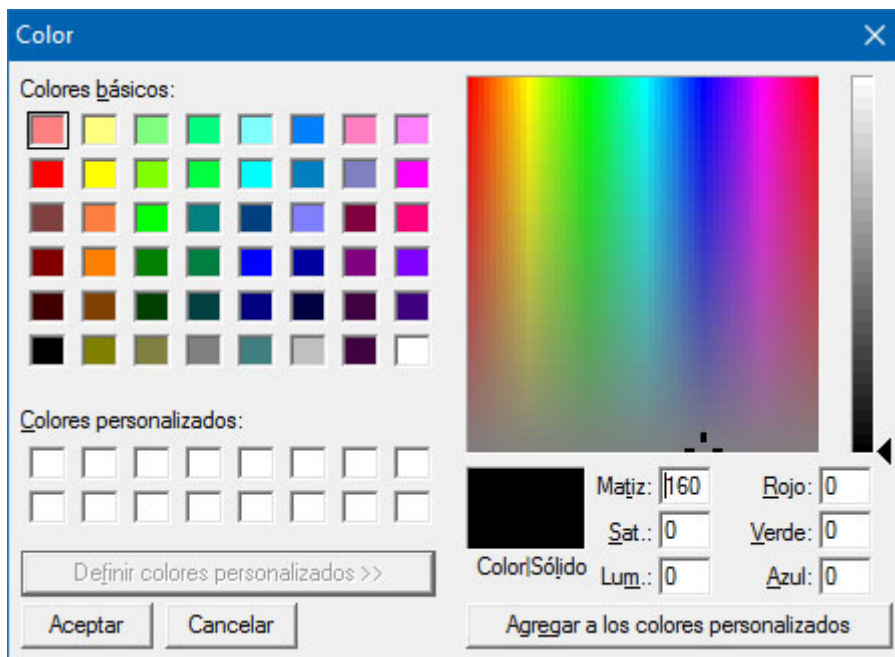 Color
Colores básicos:
Colores personalizados:
Definir colores personalizados >>
Aceptar
Cancelar
Color|Sólido
Matiz: 160
Sat.: 0
Lum.: 0
Rojo: 0
Verde: 0
Azul: 0
Agregar a los colores personalizados